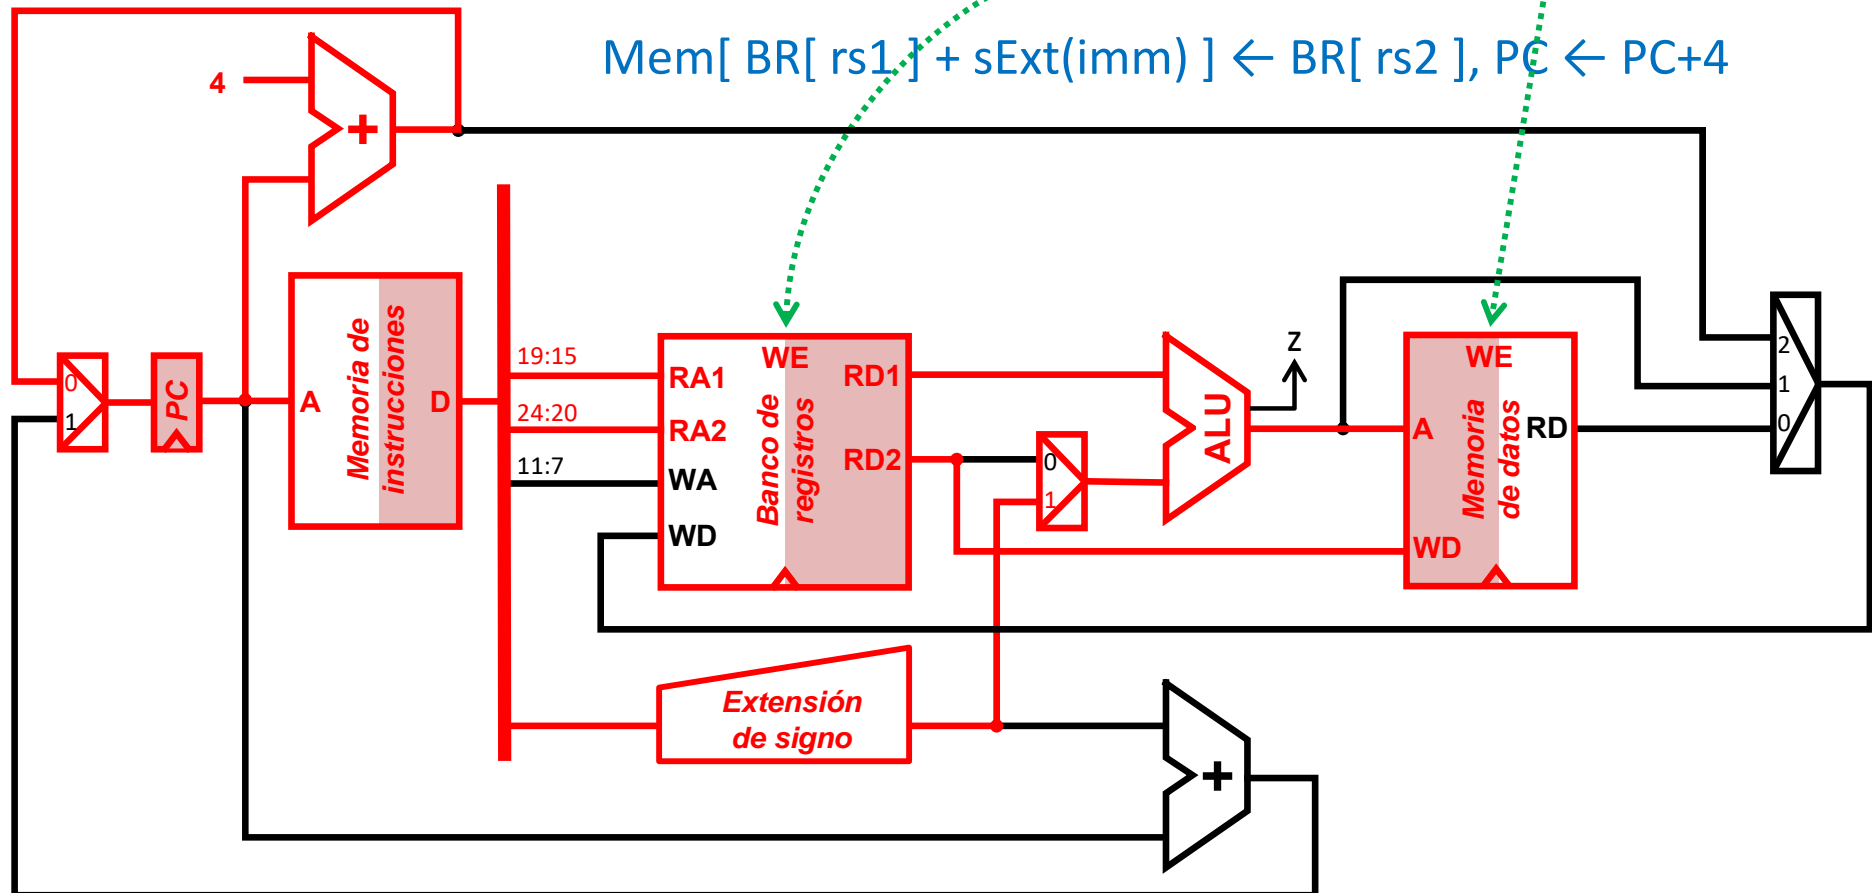 Mem[ BR[ rs1 ] + sExt(imm) ] ← BR[ rs2 ], PC ← PC+4
4
+
0
1
PC
A
Memoria de
instrucciones
D
19:15
24:20
11:7
RA1
RA2
WA
WD
WE
Banco de
registros
RD1
RD2
0
1
ALU
Z
WE
A
WD
Memoria
de datos
RD
2
1
0
Extensión
de signo
+